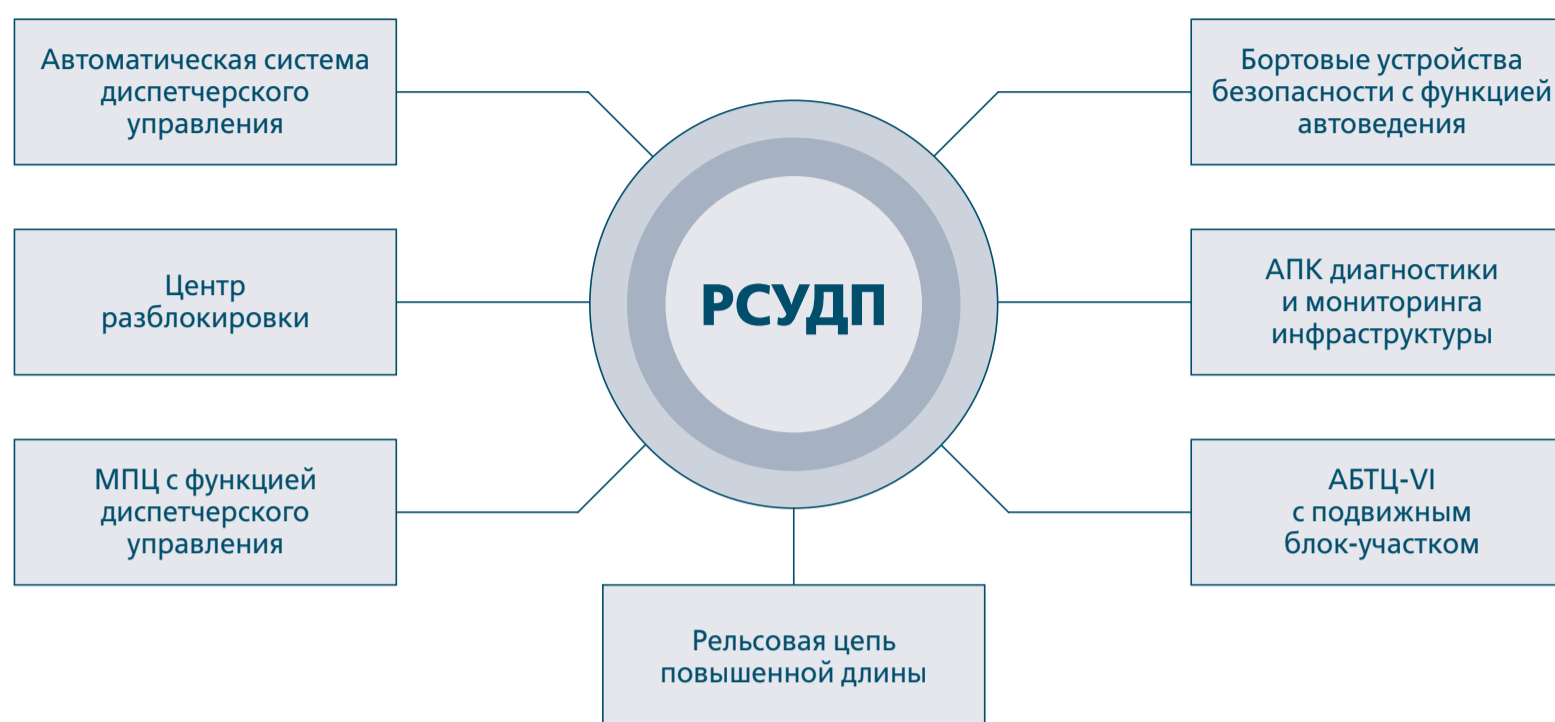 Автоматическая система
диспетчерского
управления
Центр
разблокировки
МПЦ с функцией
диспетчерского
управления
РСУДП
Рельсовая цепь
повышенной длины
Бортовые устройства
безопасности с функцией
автоведения
АПК диагностики
и мониторинга
инфраструктуры
АБТЦ-VI
с подвижным
блок-участком